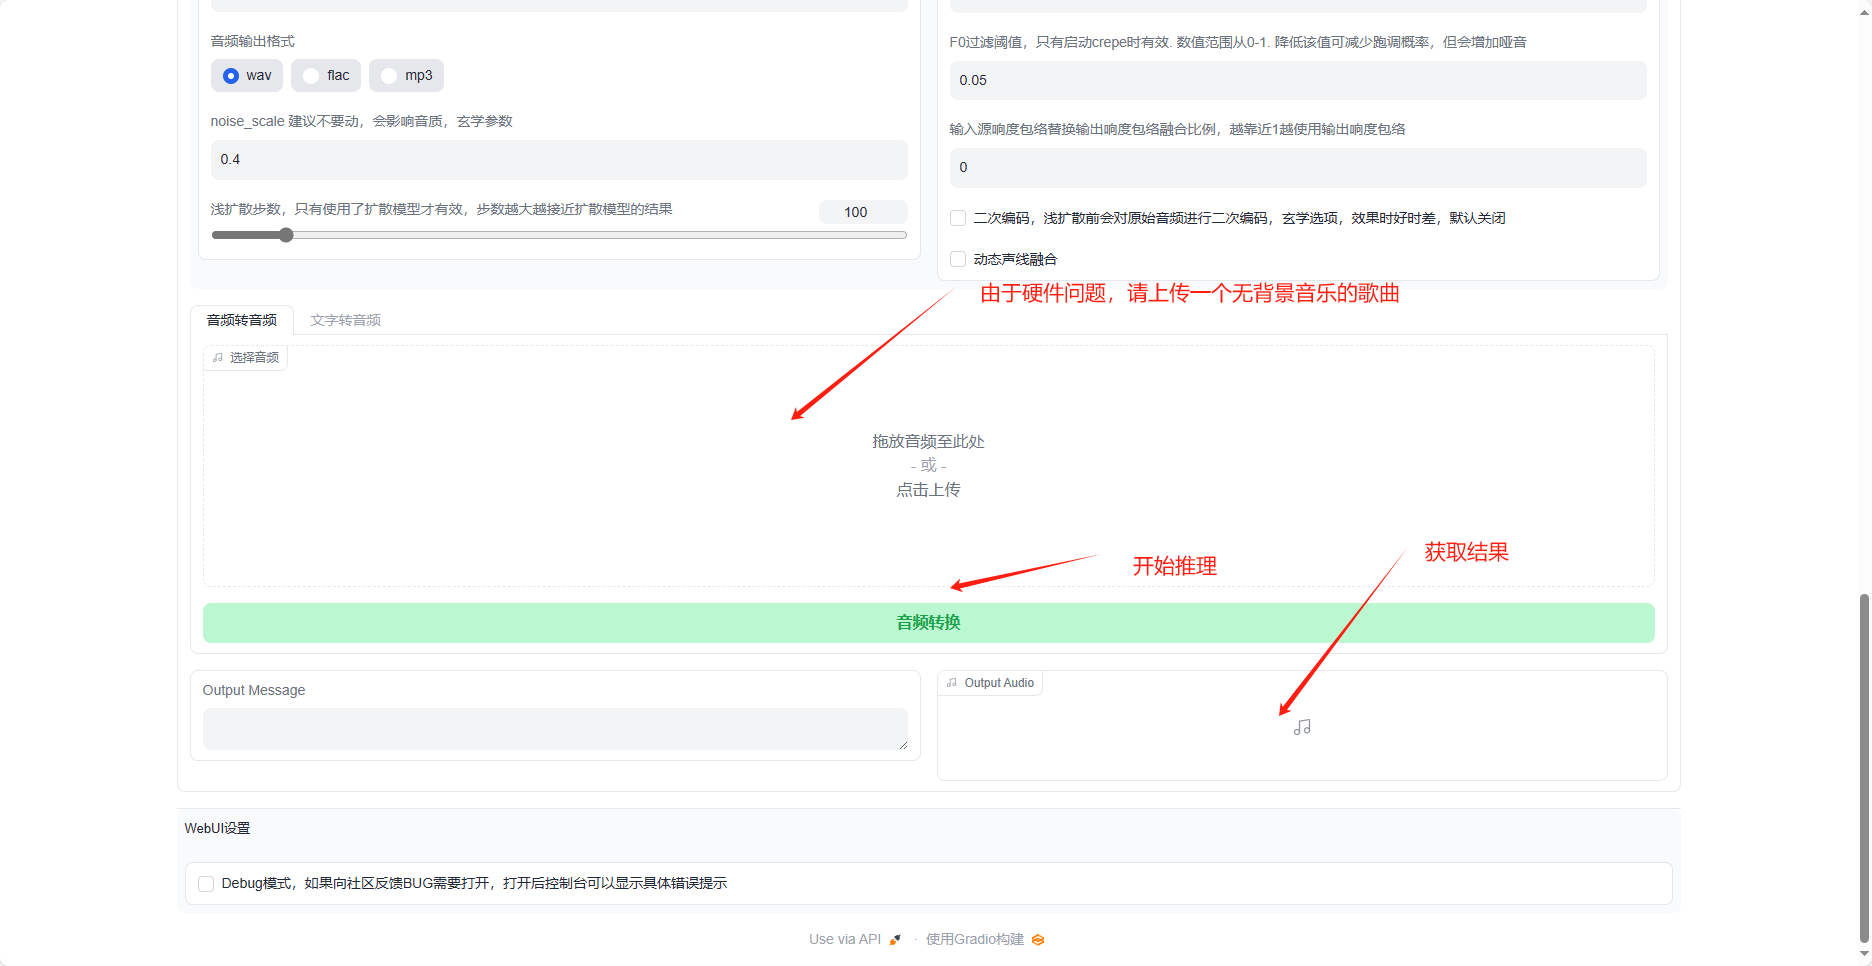 音频输出格式
wav
flac
mp3
noise_scale 建议不要动，会影响音质，玄学参数
0.4
浅扩散步数，只有使用了扩散模型才有效，步数越大越接近扩散模型的结果
100
F0过滤阈值，只有启动crepe时有效. 数值范围从0-1. 降低该值可减少跑调概率，但会增加哑音
0.05
输入源响度包络替换输出响度包络融合比例，越靠近1越使用输出响度包络
0
二次编码，浅扩散前会对原始音频进行二次编码，玄学选项，效果时好时差，默认关闭
动态声线融合
由于硬件问题，请上传一个无背景音乐的歌曲
音频转音频
文字转音频
选择音频
拖放音频至此处
- 或 -
点击上传
开始推理
获取结果
音频转换
Output Message
Output Audio
WebUI设置
Debug模式，如果向社区反馈BUG需要打开，打开后控制台可以显示具体错误提示
Use via API · 使用Gradio构建